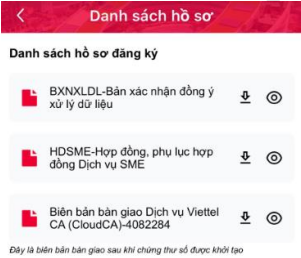 Danh sách hồ sơ
Danh sách hồ sơ đăng ký
BXNXLDL-Bản xác nhận đồng ý
xử lý dữ liệu
HDSME-Hợp đồng, phụ lục hợp
đồng Dịch vụ SME
Biên bản bàn giao Dịch vụ Viettel
CA (CloudCA)-4082284
Đây là biên bản bàn giao sau khi chứng thư số được khởi tạo